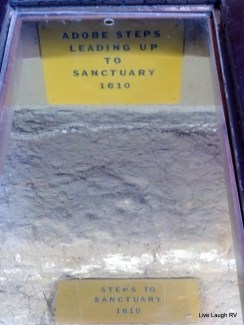 ADOBE STEPS
LEADING UP
TO
SANCTUARY
1610
STEPS TO
SANCTUARY
1610
Live Laugh RV